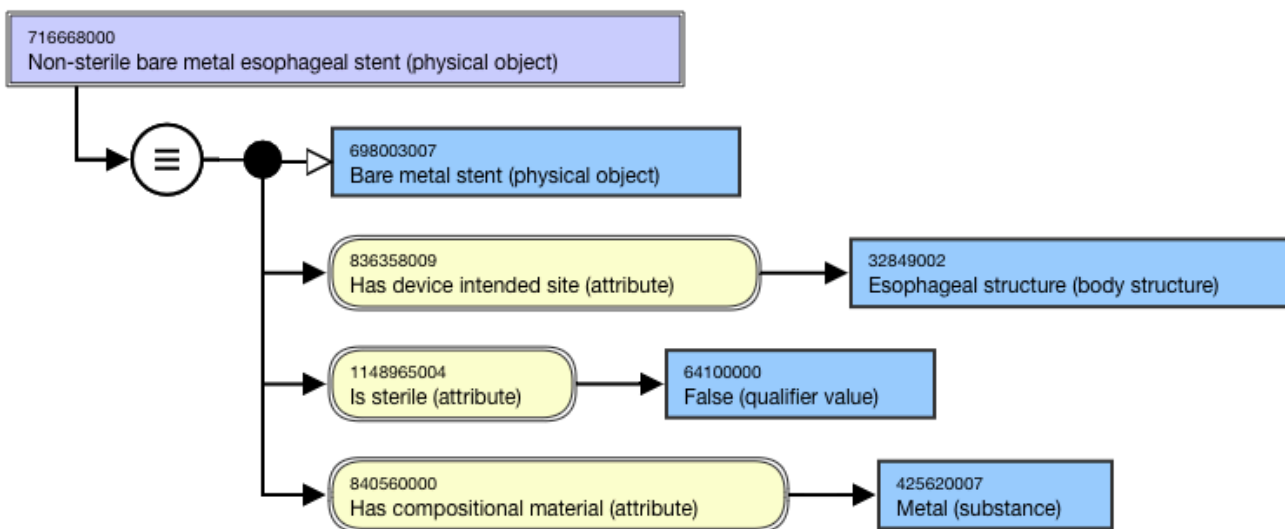 716668000
Non-sterile bare metal esophageal stent (physical object)
698003007
Bare metal stent (physical object)
836358009
Has device intended site (attribute)
32849002
Esophageal structure (body structure)
1148965004
Is sterile (attribute)
64100000
False (qualifier value)
840560000
Has compositional material (attribute)
425620007
Metal (substance)